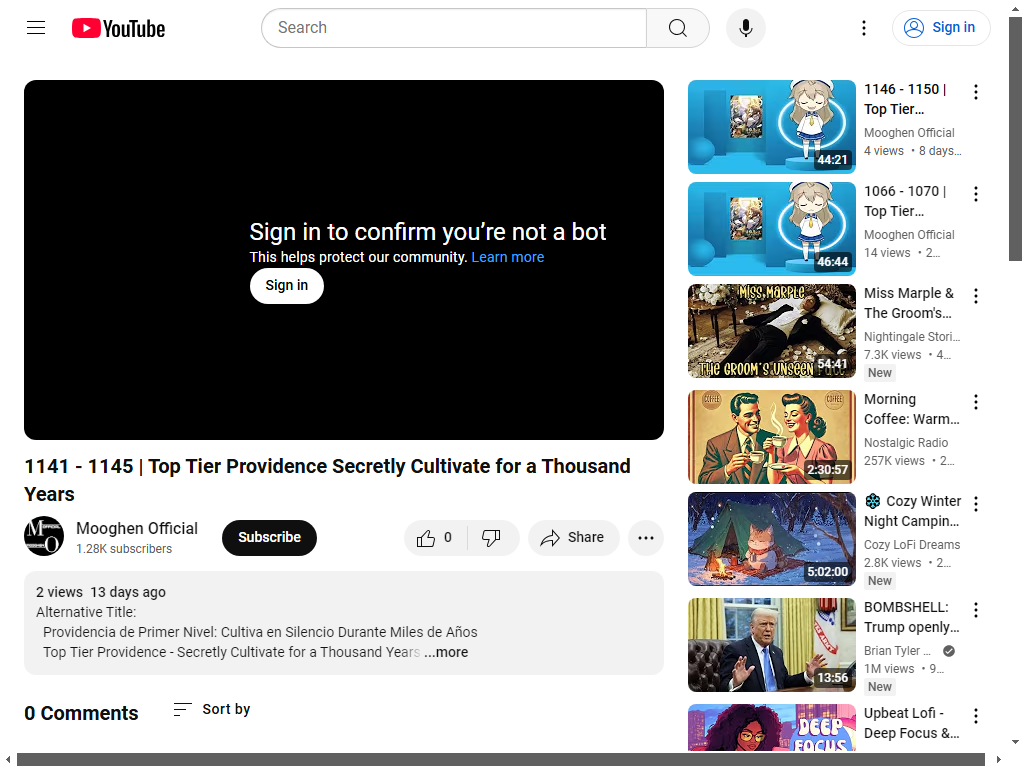 YouTube
Search
Sign in
Sign in to confirm you’re not a bot
This helps protect our community. Learn more
Sign in
1141 - 1145 | Top Tier Providence Secretly Cultivate for a Thousand
Years
Mooghen Official
1.28K subscribers
Subscribe
0
Share
2 views 13 days ago
Alternative Title:
Providencia de Primer Nivel: Cultiva en Silencio Durante Miles de Años
Top Tier Providence - Secretly Cultivate for a Thousand Years ...more
0 Comments
Sort by
44:21
1146 - 1150 |
Top Tier…
Mooghen Official
4 views • 8 days…
46:44
1066 - 1070 |
Top Tier…
Mooghen Official
14 views • 2…
MISS MARPLE
THE GROOM'S UNSEEN
54:41
Miss Marple &
The Groom's…
Nightingale Stori…
7.3K views • 4…
New
COFFEE
COFFEE
2:30:57
Morning
Coffee: Warm…
Nostalgic Radio
257K views • 2…
5:02:00
Cozy Winter
Night Campin…
Cozy LoFi Dreams
2.8K views • 2…
New
13:56
BOMBSHELL:
Trump openly…
Brian Tyler …
1M views • 9…
New
DEEP
FOCUS
Upbeat Lofi -
Deep Focus &…